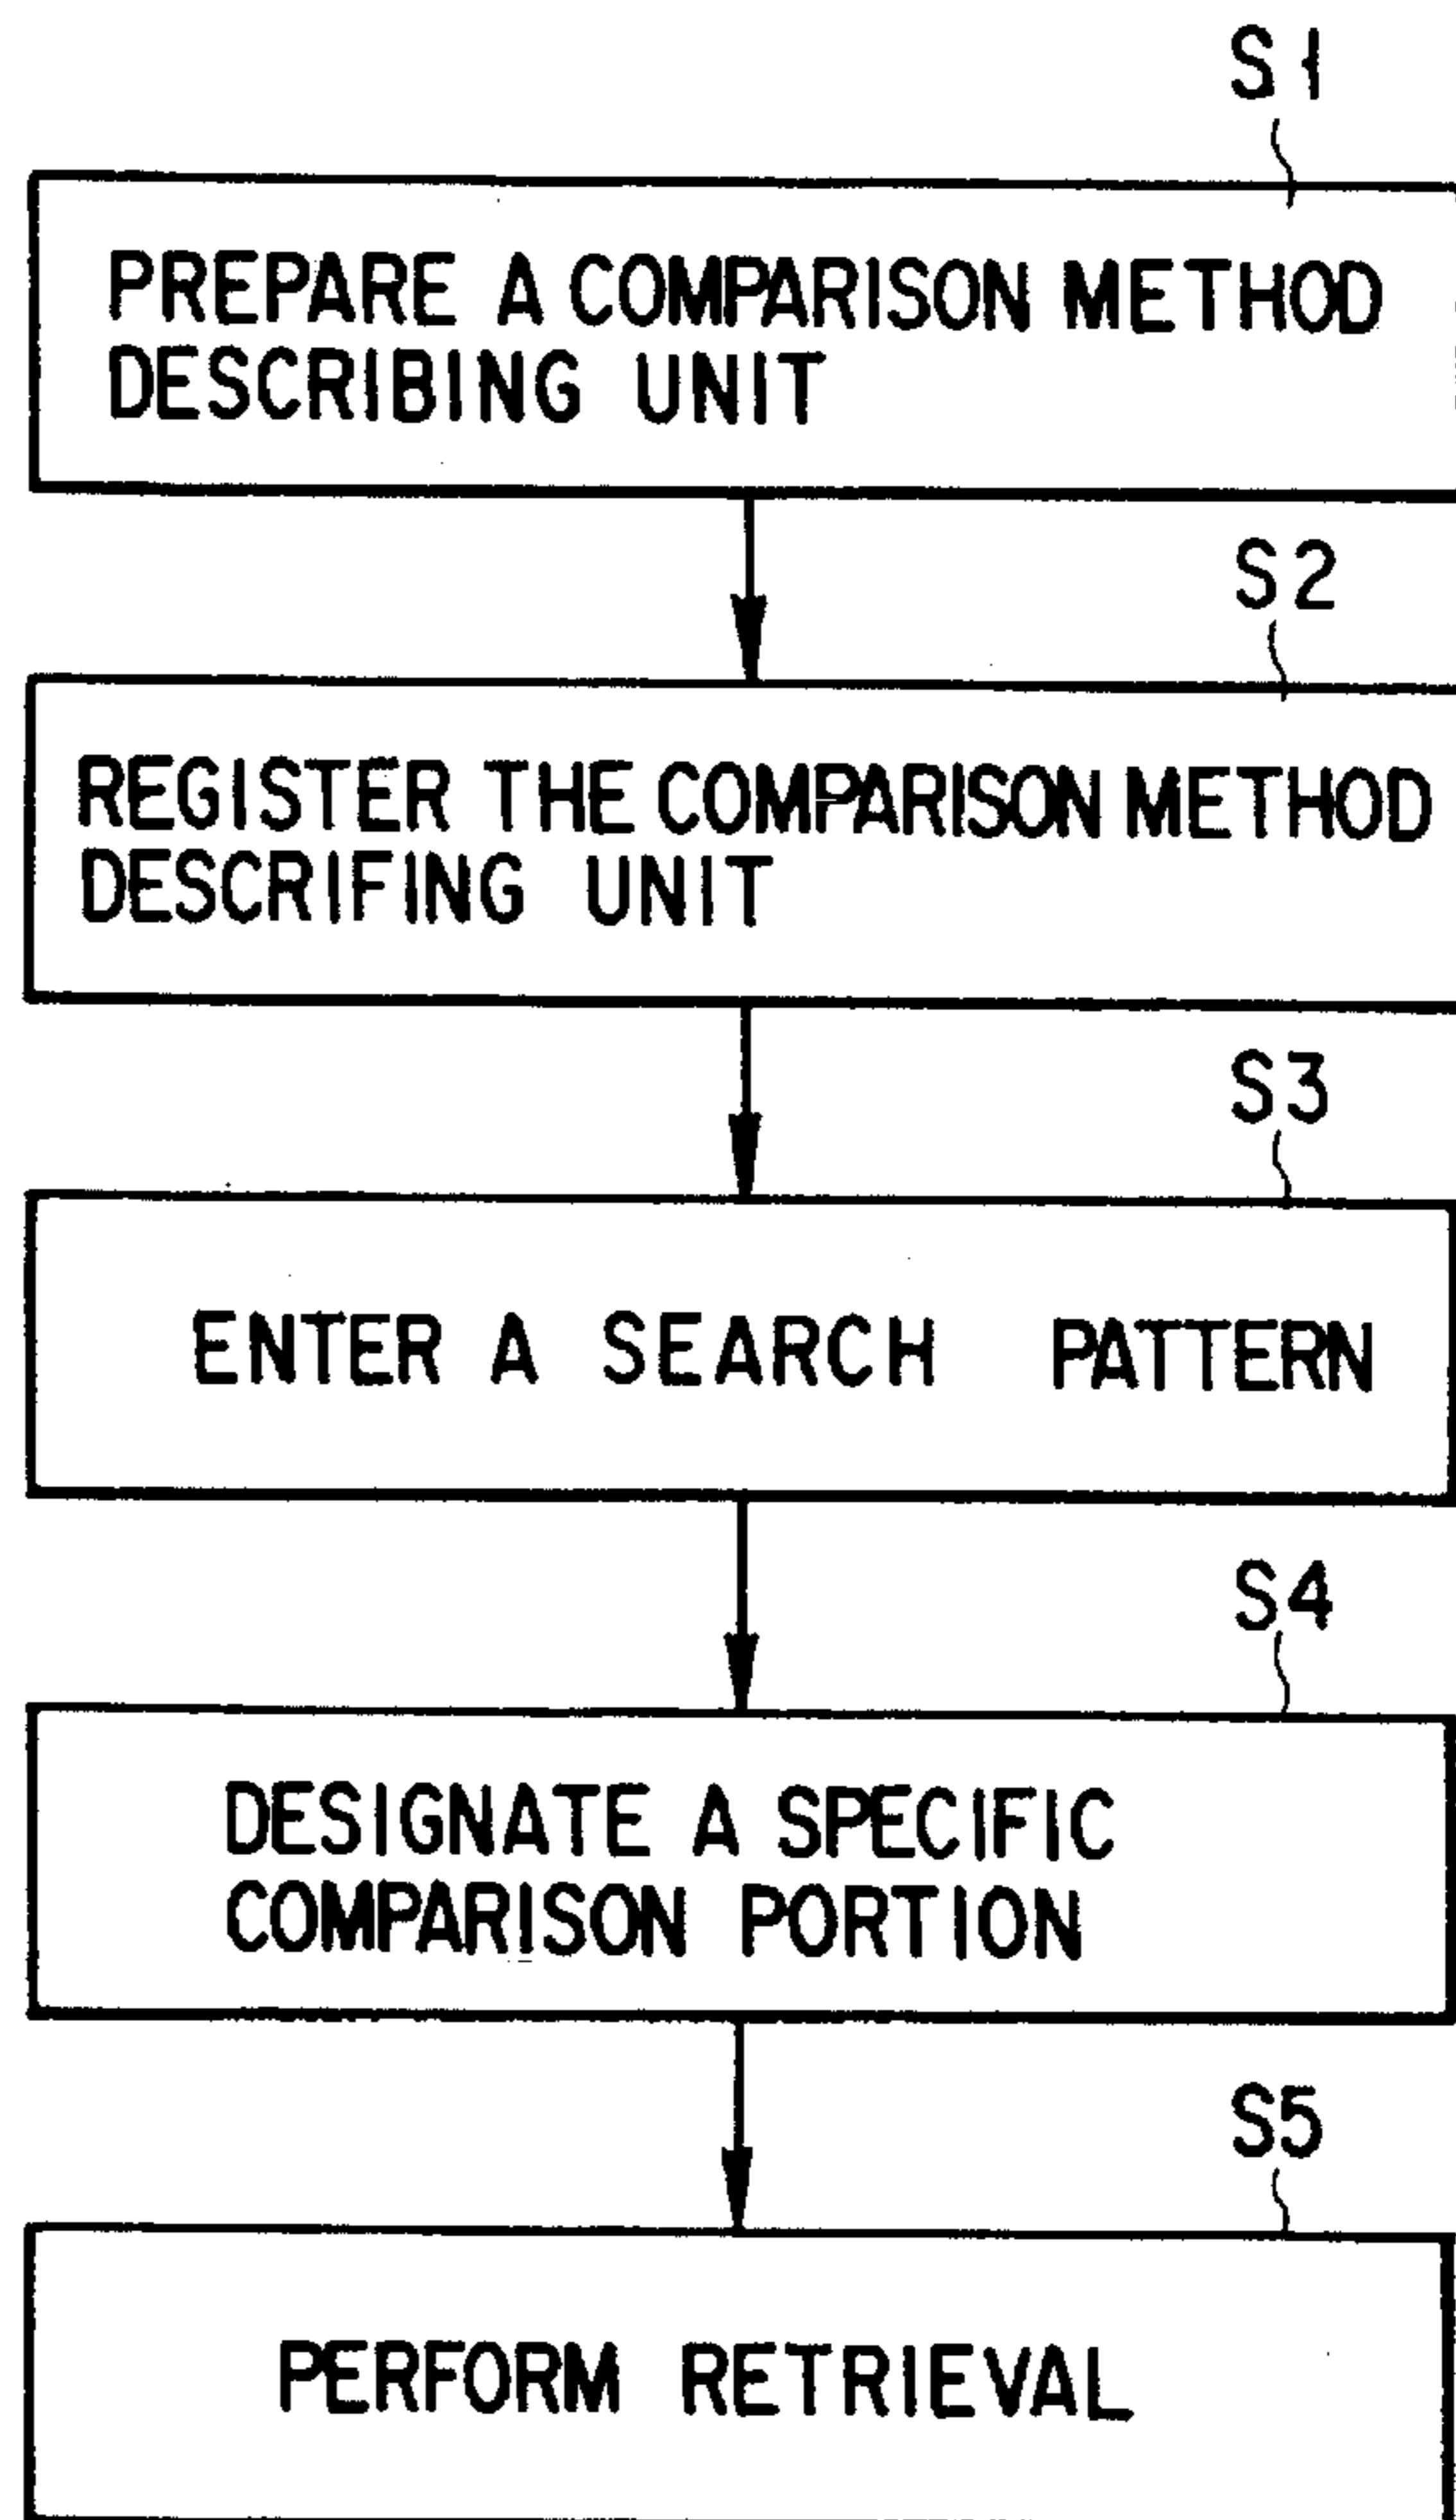 S1
PREPARE A COMPARISON METHOD
DESCRIBING UNIT
S2
REGISTER THE COMPARISON METHOD
DESCRIFING UNIT
S3
ENTER A SEARCH PATTERN
S4
DESIGNATE A SPECIFIC
COMPARISON PORTION
S5
PERFORM RETRIEVAL